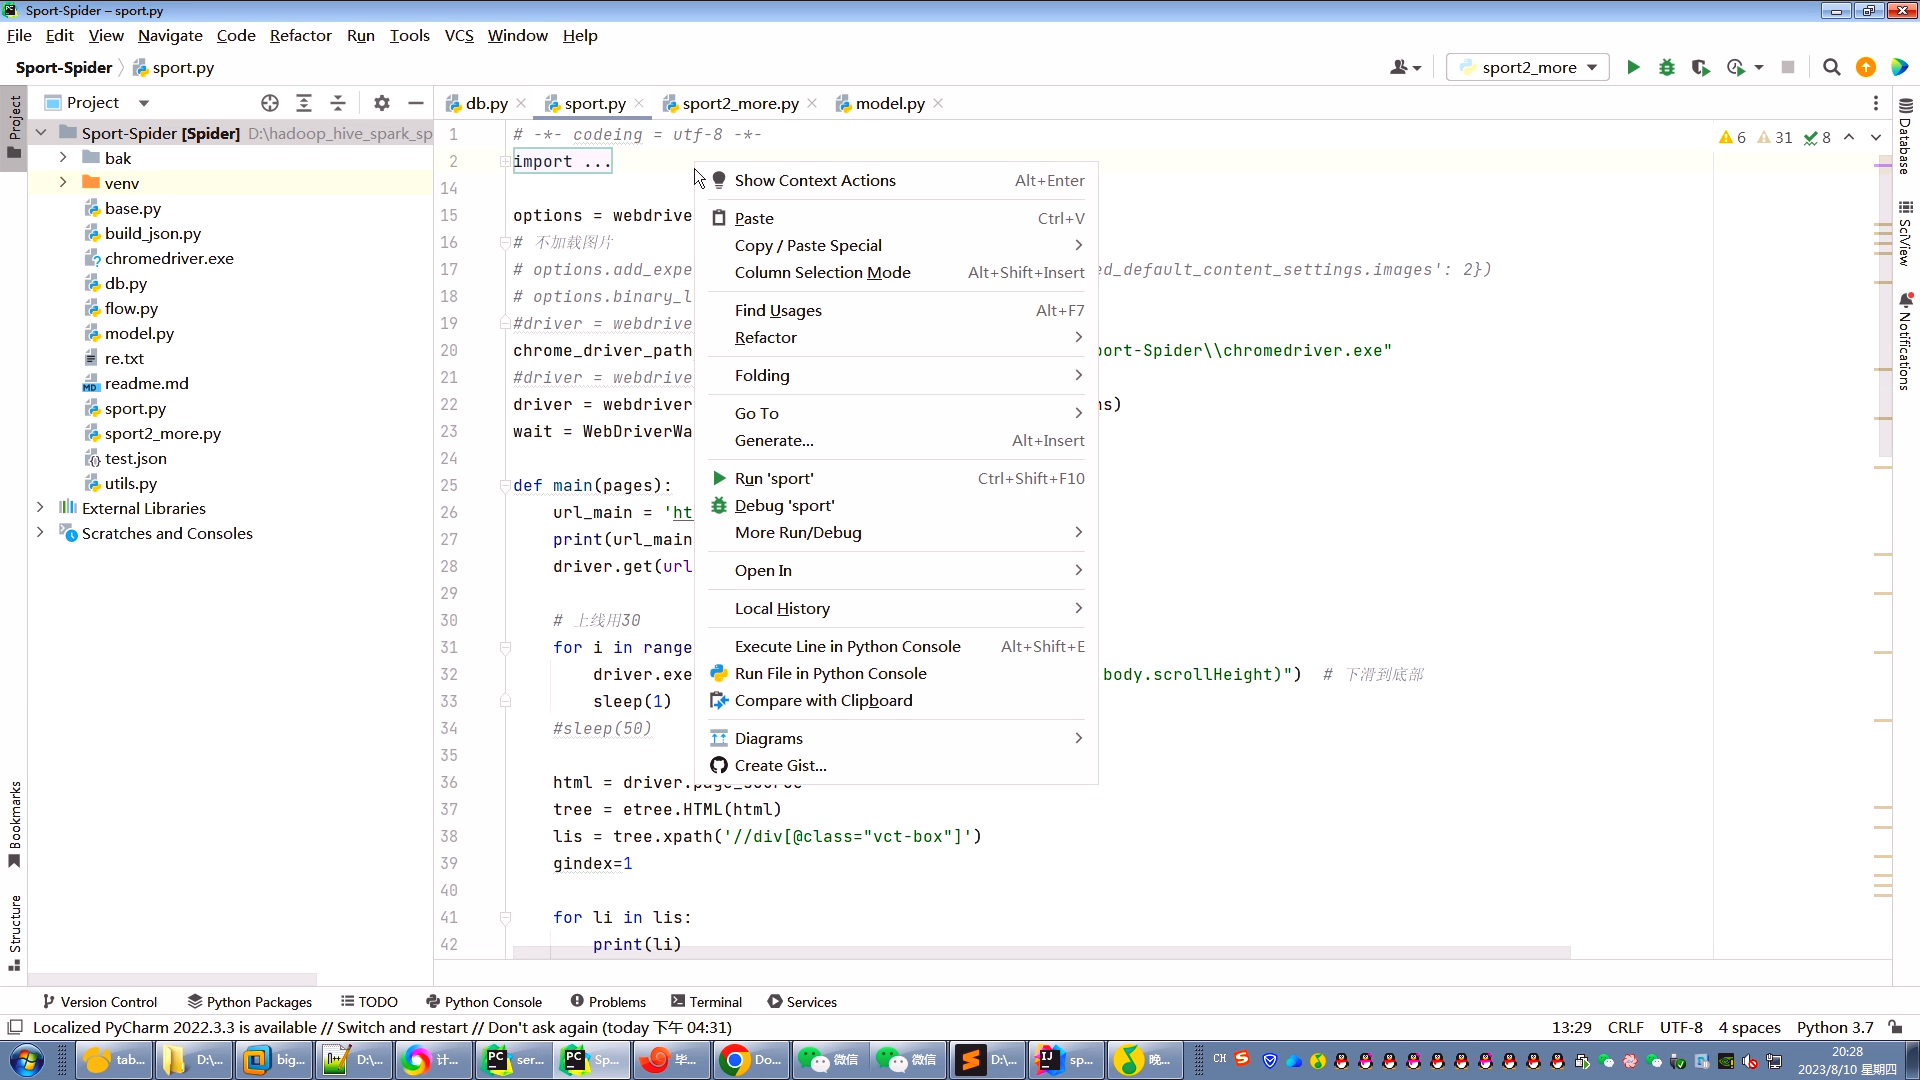 Sport-Spider – sport.py
File Edit View Navigate Code Refactor Run Tools VCS Window Help
Sport-Spider sport.py
sport2_more
Project
db.py sport.py sport2_more.py model.py
Project
Sport-Spider [Spider] D:\hadoop_hive_spark_sp
bak
venv
base.py
build_json.py
chromedriver.exe
db.py
flow.py
model.py
re.txt
readme.md
sport.py
sport2_more.py
test.json
utils.py
External Libraries
Scratches and Consoles
Bookmarks
Structure
6 31 8
1 # -*- codeing = utf-8 -*-
2 import ...
14
15 options = webdrive
16 # 不加载图片
17 # options.add_expe ed_default_content_settings.images': 2})
18 # options.binary_l
19 #driver = webdrive
20 chrome_driver_path port-Spider\\chromedriver.exe"
21 #driver = webdrive
22 driver = webdriver ns)
23 wait = WebDriverWa
24
25 def main(pages):
26 url_main = 'ht
27 print(url_main
28 driver.get(url
29
30 # 上线用30
31 for i in range
32 driver.exe body.scrollHeight)") # 下滑到底部
33 sleep(1)
34 #sleep(50)
35
36 html = driver.page_source
37 tree = etree.HTML(html)
38 lis = tree.xpath('//div[@class="vct-box"]')
39 gindex=1
40
41 for li in lis:
42 print(li)
Show Context Actions Alt+Enter
Paste Ctrl+V
Copy / Paste Special
Column Selection Mode Alt+Shift+Insert
Find Usages Alt+F7
Refactor
Folding
Go To
Generate... Alt+Insert
Run 'sport' Ctrl+Shift+F10
Debug 'sport'
More Run/Debug
Open In
Local History
Execute Line in Python Console Alt+Shift+E
Run File in Python Console
Compare with Clipboard
Diagrams
Create Gist...
Database
SciView
Notifications
Version Control Python Packages TODO Python Console Problems Terminal Services
Localized PyCharm 2022.3.3 is available // Switch and restart // Don't ask again (today 下午 04:31)
13:29 CRLF UTF-8 4 spaces Python 3.7
tab... D:\... big... D:\... 计... ser... Sp... 毕... Do... 微信 微信 D:\... sp... 晚... CH
20:28
2023/8/10 星期四